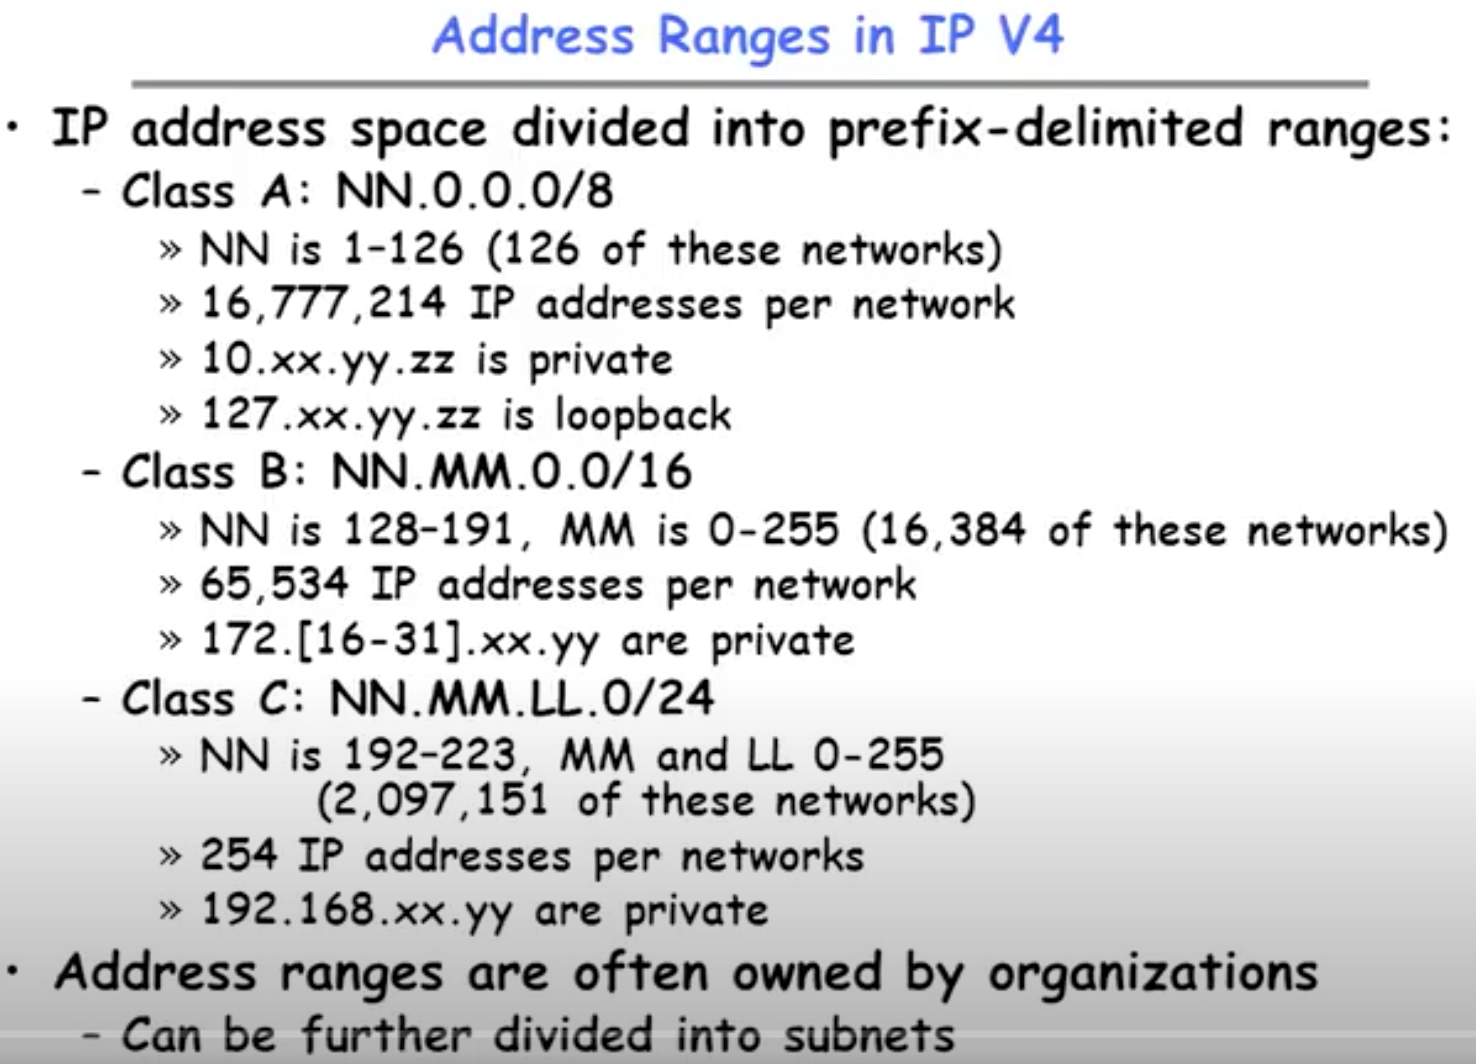 Address Ranges in IP V4
• IP address space divided into prefix-delimited ranges:
– Class A: NN.0.0.0/8
» NN is 1–126 (126 of these networks)
» 16,777,214 IP addresses per network
» 10.xx.yy.zz is private
» 127.xx.yy.zz is loopback
– Class B: NN.MM.0.0/16
» NN is 128–191, MM is 0-255 (16,384 of these networks)
» 65,534 IP addresses per network
» 172.[16-31].xx.yy are private
– Class C: NN.MM.LL.0/24
» NN is 192–223, MM and LL 0-255
(2,097,151 of these networks)
» 254 IP addresses per networks
» 192.168.xx.yy are private
• Address ranges are often owned by organizations
– Can be further divided into subnets